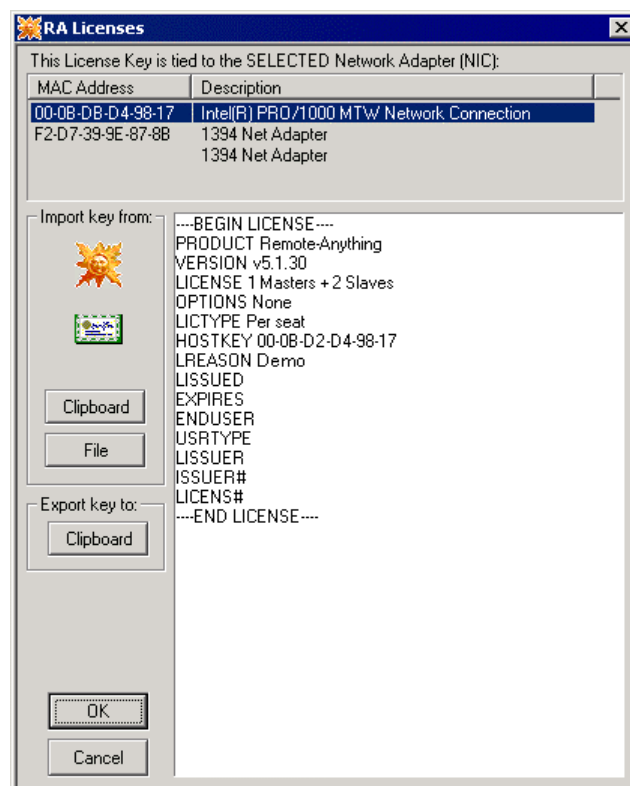 RA Licenses
This License Key is tied to the SELECTED Network Adapter (NIC):
MAC Address Description
00-0B-DB-D4-98-17 Intel(R) PRO/1000 MTW Network Connection
F2-D7-39-9E-87-8B 1394 Net Adapter
1394 Net Adapter
Import key from:
Clipboard
File
Export key to:
Clipboard
OK
Cancel
----BEGIN LICENSE----
PRODUCT Remote-Anything
VERSION v5.1.30
LICENSE 1 Masters + 2 Slaves
OPTIONS None
LICTYPE Per seat
HOSTKEY 00-0B-D2-D4-98-17
LREASON Demo
LISSUED
EXPIRES
ENDUSER
USRTYPE
LISSUER
ISSUER#
LICENS#
----END LICENSE----